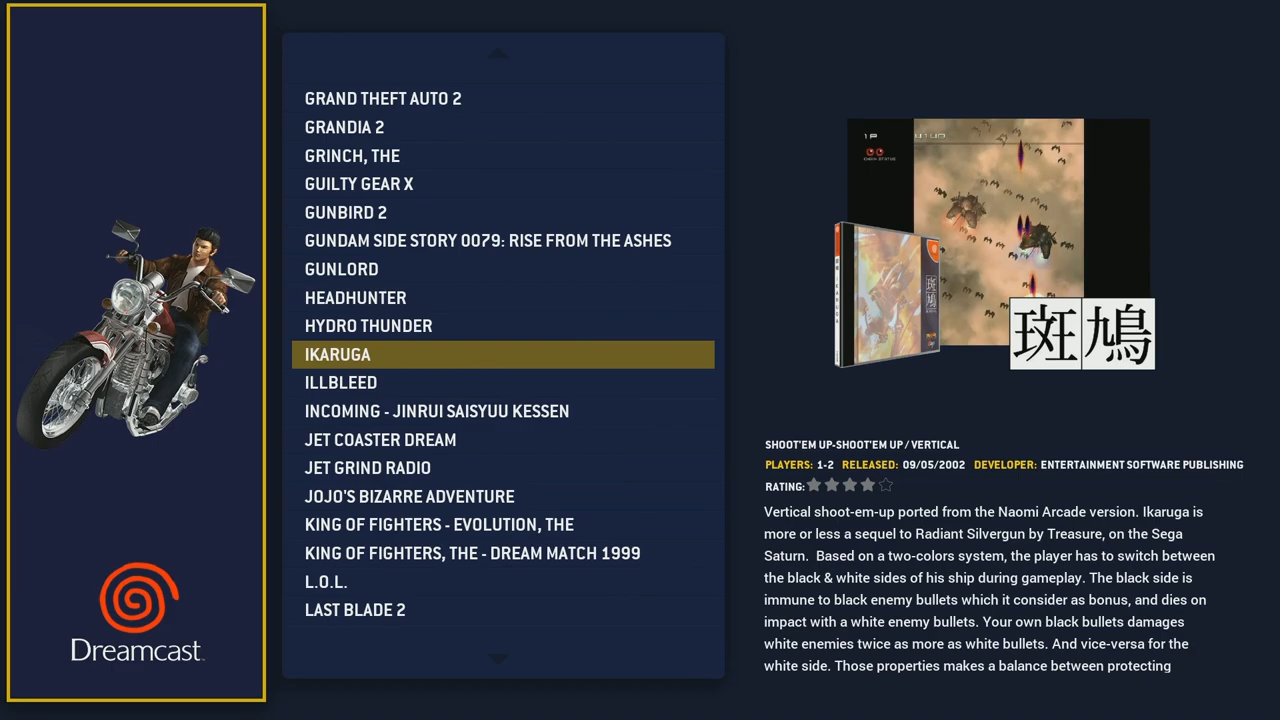 GRAND THEFT AUTO 2
GRANDIA 2
GRINCH, THE
GUILTY GEAR X
GUNBIRD 2
GUNDAM SIDE STORY 0079: RISE FROM THE ASHES
GUNLORD
HEADHUNTER
HYDRO THUNDER
IKARUGA
ILLBLEED
INCOMING - JINRUI SAISYUU KESSEN
JET COASTER DREAM
JET GRIND RADIO
JOJO'S BIZARRE ADVENTURE
KING OF FIGHTERS - EVOLUTION, THE
KING OF FIGHTERS, THE - DREAM MATCH 1999
L.O.L.
LAST BLADE 2
Dreamcast
1P
斑鳩
斑鳩
SHOOT'EM UP-SHOOT'EM UP / VERTICAL
PLAYERS: 1-2 RELEASED: 09/05/2002 DEVELOPER: ENTERTAINMENT SOFTWARE PUBLISHING
RATING:
Vertical shoot-em-up ported from the Naomi Arcade version. Ikaruga is
more or less a sequel to Radiant Silvergun by Treasure, on the Sega
Saturn. Based on a two-colors system, the player has to switch between
the black & white sides of his ship during gameplay. The black side is
immune to black enemy bullets which it consider as bonus, and dies on
impact with a white enemy bullets. Your own black bullets damages
white enemies twice as more as white bullets. And vice-versa for the
white side. Those properties makes a balance between protecting